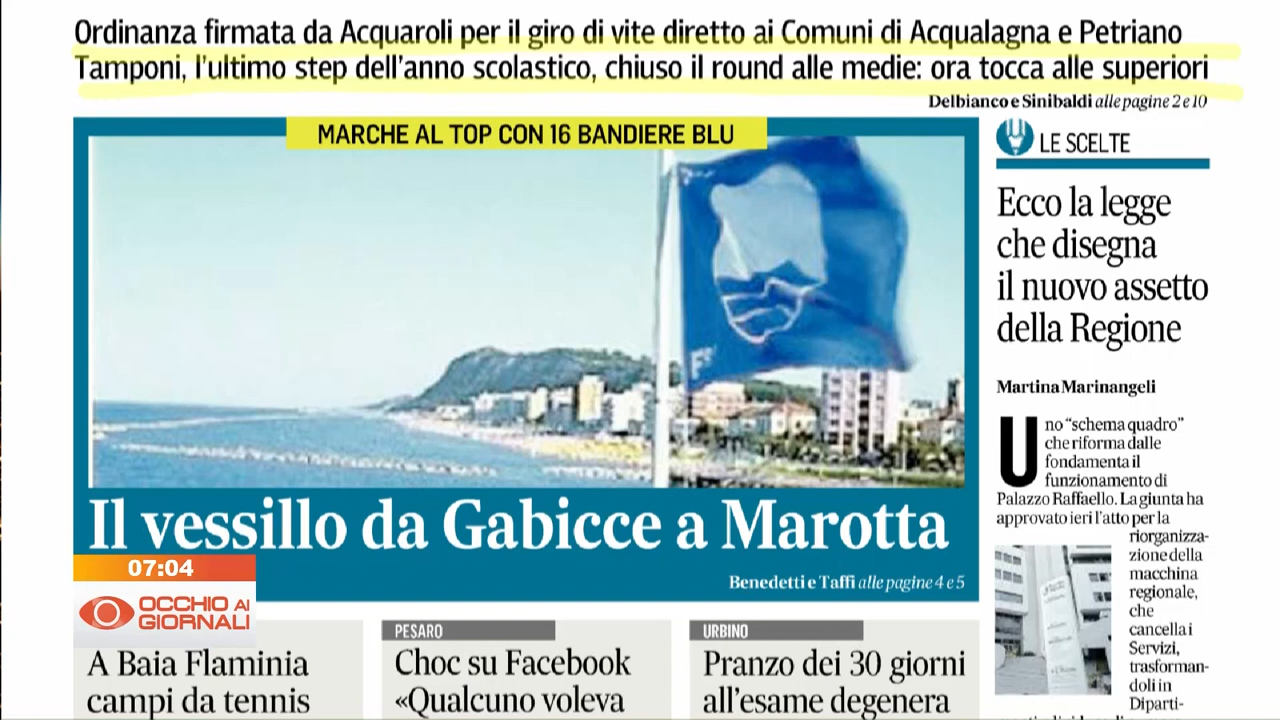 Ordinanza firmata da Acquaroli per il giro di vite diretto ai Comuni di Acqualagna e Petriano
Tamponi, l'ultimo step dell'anno scolastico, chiuso il round alle medie: ora tocca alle superiori
Delbianco e Sinibaldi alle pagine 2 e 10
MARCHE AL TOP CON 16 BANDIERE BLU
Il vessillo da Gabicce a Marotta
Benedetti e Taffi alle pagine 4 e 5
LE SCELTE
Ecco la legge
che disegna
il nuovo assetto
della Regione
Martina Marinangeli
Uno "schema quadro"
che riforma dalle
fondamenta il
funzionamento di
Palazzo Raffaello. La giunta ha
approvato ieri l'atto per la
riorganizza-
zione della
macchina
regionale,
che
cancella i
Servizi,
trasforman-
doli in
Diparti-
07:04
OCCHIO AI
GIORNALI
A Baia Flaminia
campi da tennis
PESARO
Choc su Facebook
«Qualcuno voleva
URBINO
Pranzo dei 30 giorni
all'esame degenera